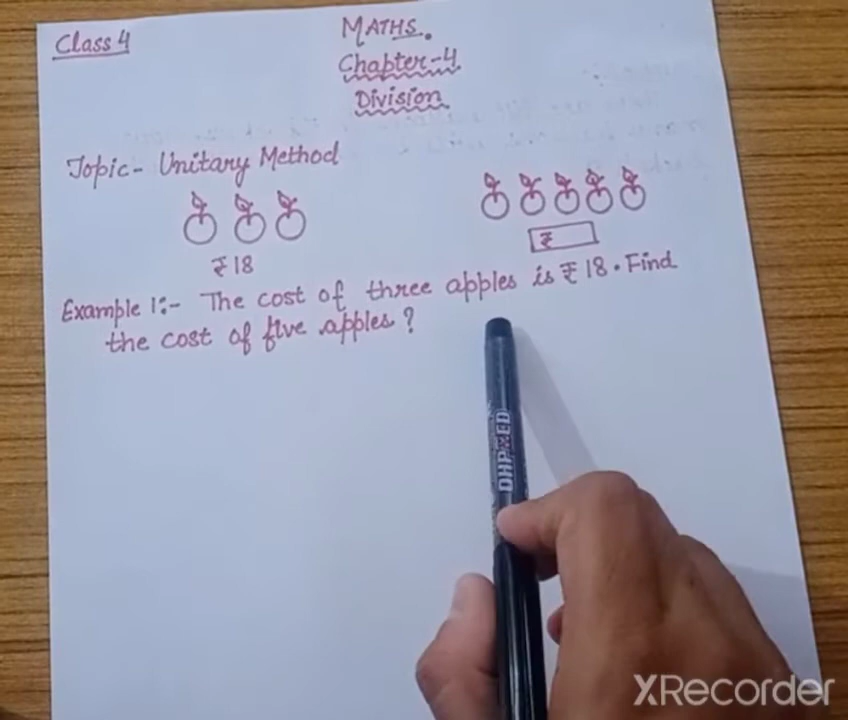 Class 4
MATHS.
Chapter-4
Division
Topic- Unitary Method
₹18
₹
Example 1:- The cost of three apples is ₹ 18. Find
the cost of five apples?
XRecorder